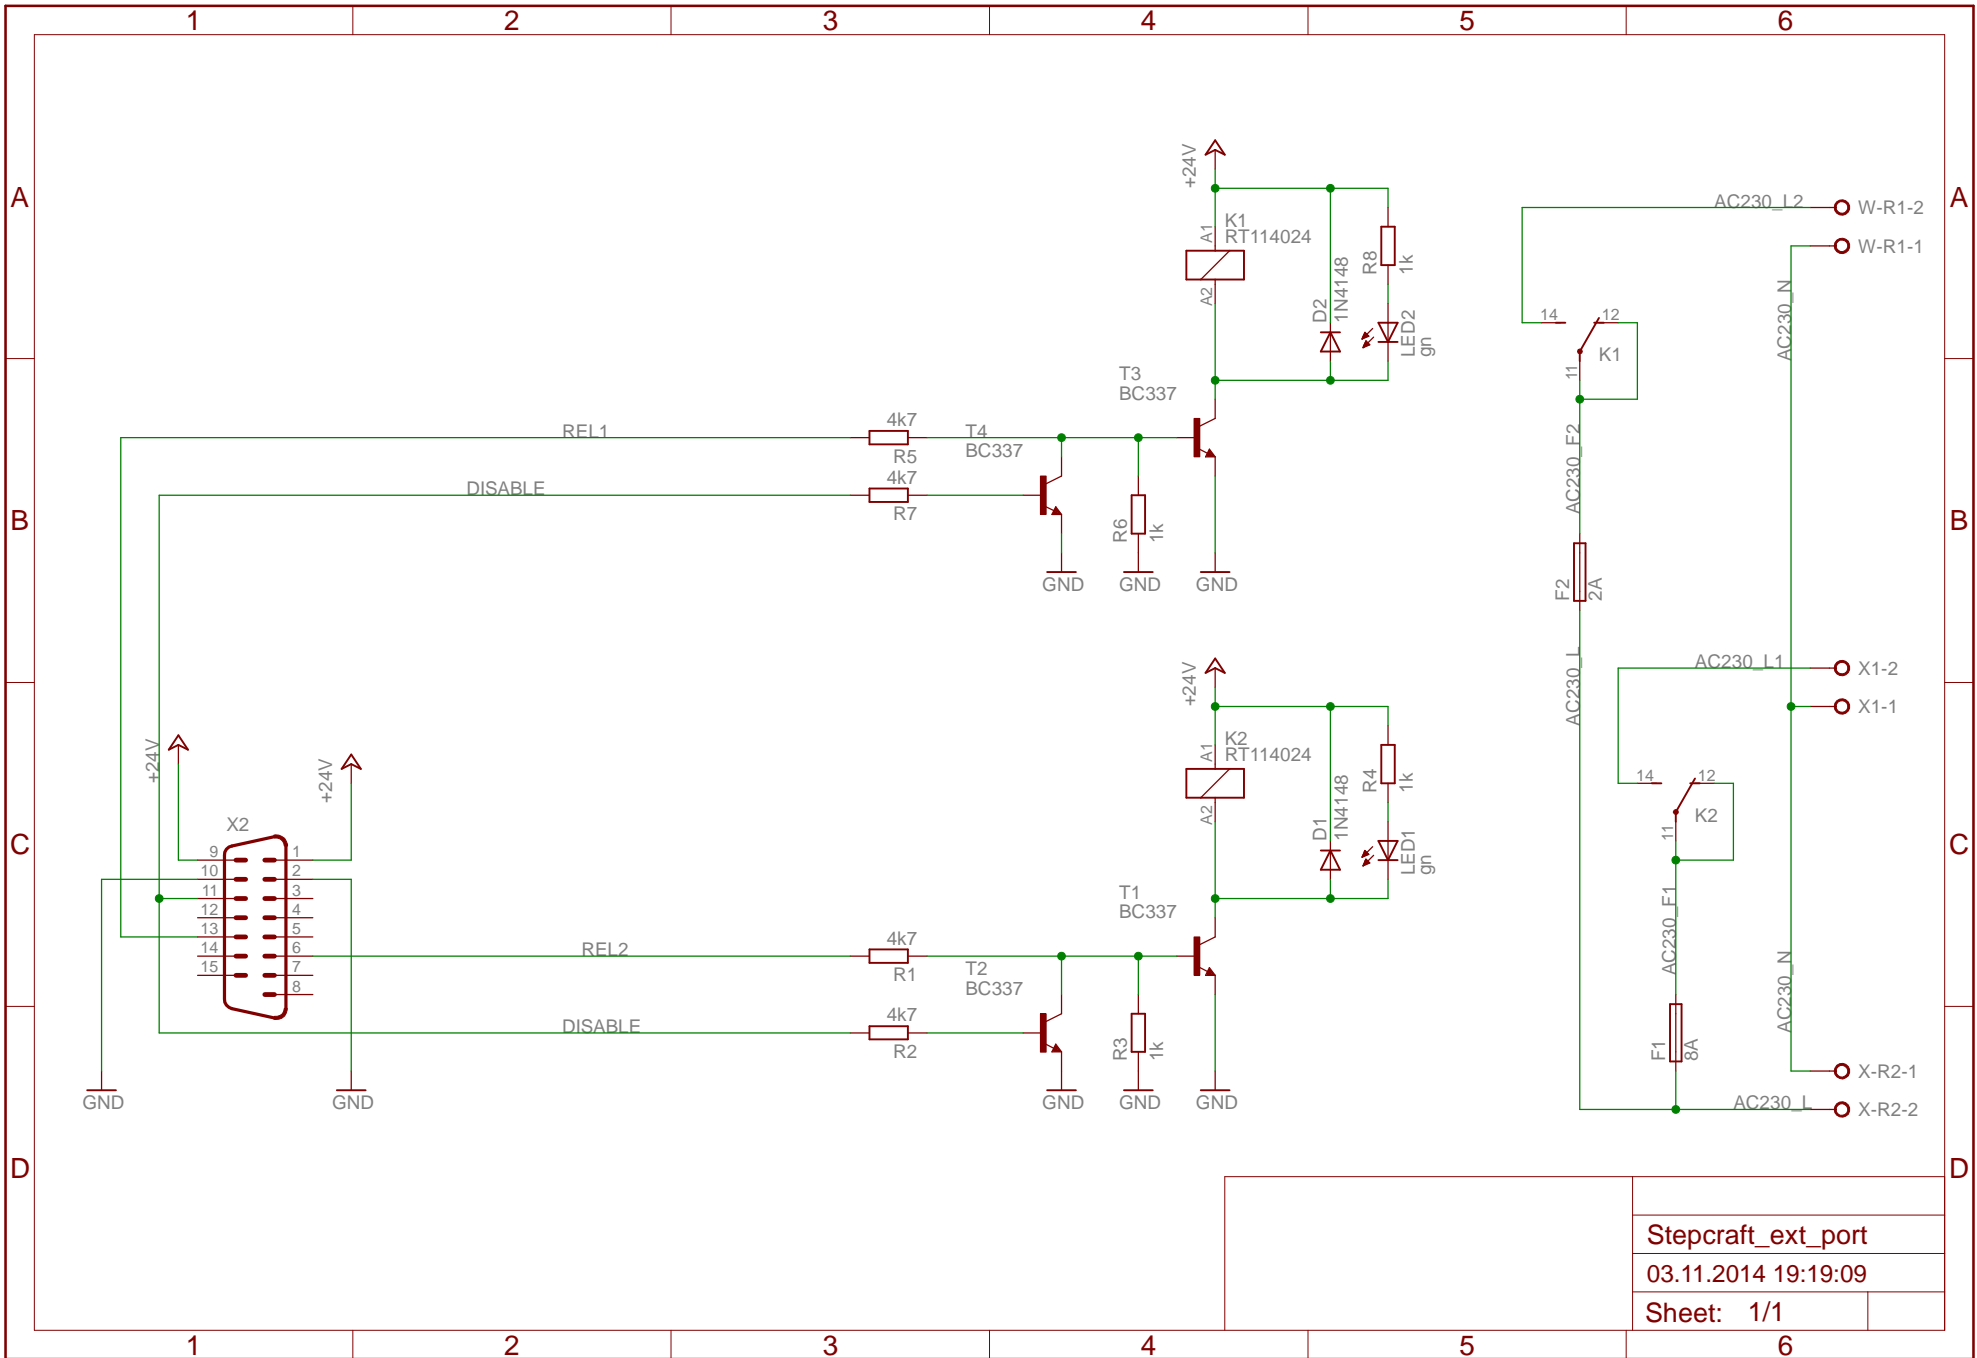 1 2 3 4 5 6
A A
B B
C C
D D
+24V
K1
RT114024
A1
A2
D2
1N4148
R8
1k
LED2
gn
T3
BC337
REL1
4k7
R5
T4
BC337
DISABLE
4k7
R7
R6
1k
GND
GND
GND
AC230_L2
W-R1-2
W-R1-1
AC230_N
14
12
K1
11
AC230_F2
F2
2A
AC230_L
AC230_L1
X1-2
X1-1
14
12
K2
11
AC230_F1
F1
8A
AC230_N
X-R2-1
AC230_L
X-R2-2
+24V
K2
RT114024
A1
A2
D1
1N4148
R4
1k
LED1
gn
T1
BC337
+24V
+24V
X2
9 1
10 2
11 3
12 4
13 5
14 6
15 7
8
REL2
4k7
R1
T2
BC337
DISABLE
4k7
R2
R3
1k
GND
GND
GND
GND
GND
Stepcraft_ext_port
03.11.2014 19:19:09
Sheet: 1/1
1 2 3 4 5 6